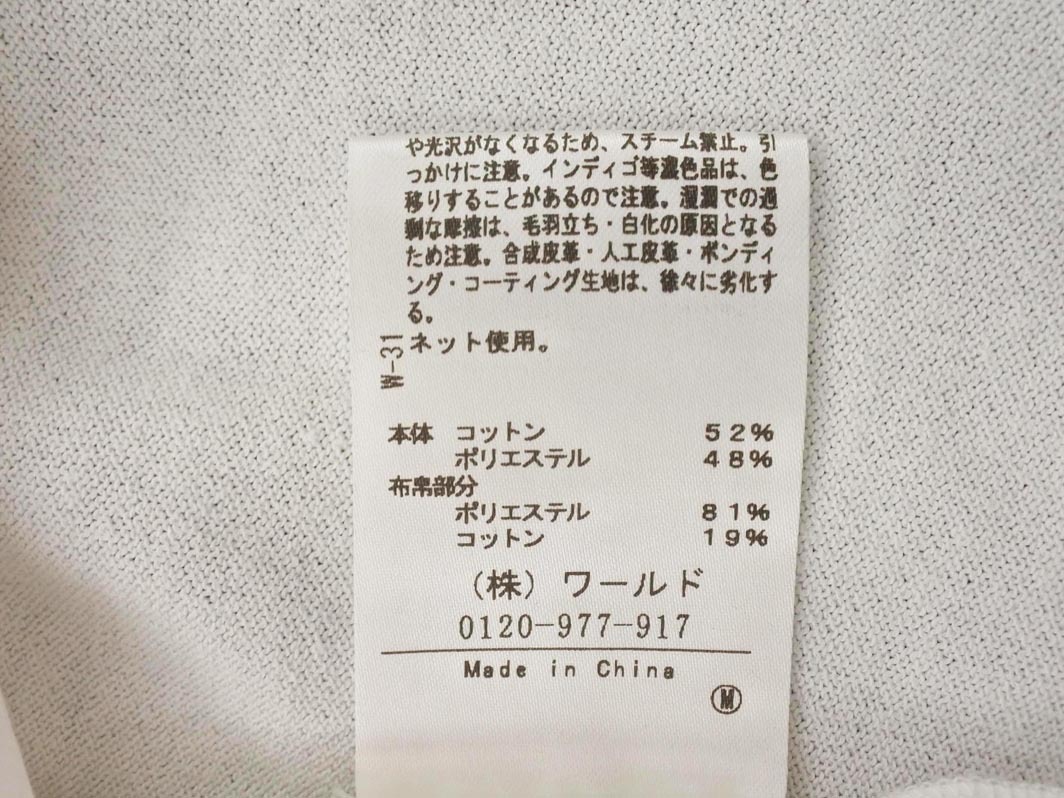 や光沢がなくなるため、スチーム禁止。引
っかけに注意。インディゴ等濃色品は、色
移りすることがあるので注意。湿潤での過
剰な摩擦は、毛羽立ち・白化の原因となる
ため注意。合成皮革・人工皮革・ボンディ
ング・コーティング生地は、徐々に劣化す
る。
ネット使用。
W-31
本体 コットン 52%
ポリエステル 48%
布帛部分
ポリエステル 81%
コットン 19%
（株）ワールド
0120-977-917
Made in China
M